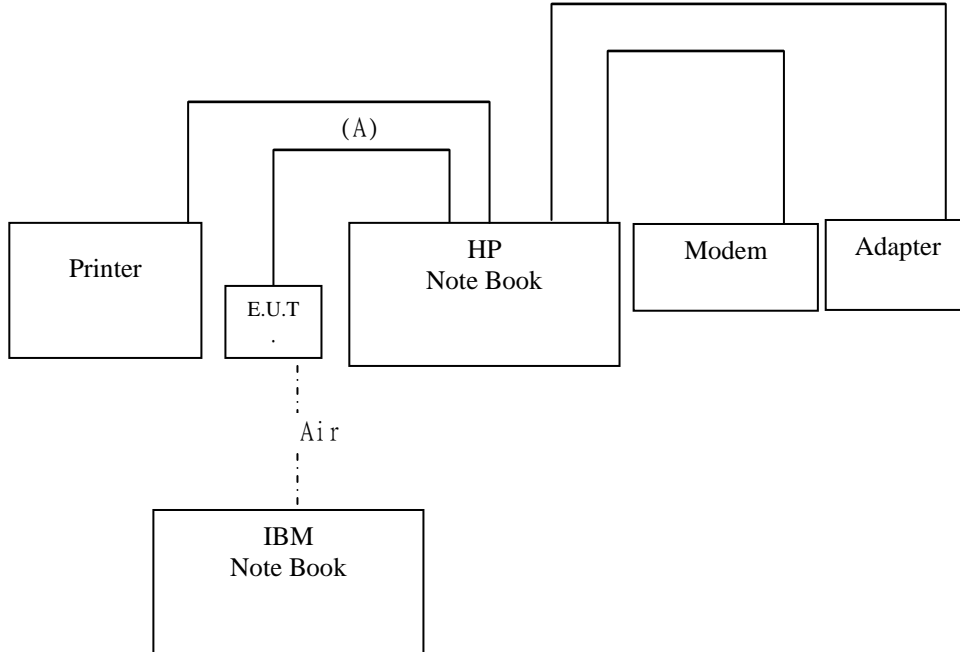 (A)
Printer
HP
Note Book
Modem
Adapter
E.U.T
.
Air
IBM
Note Book